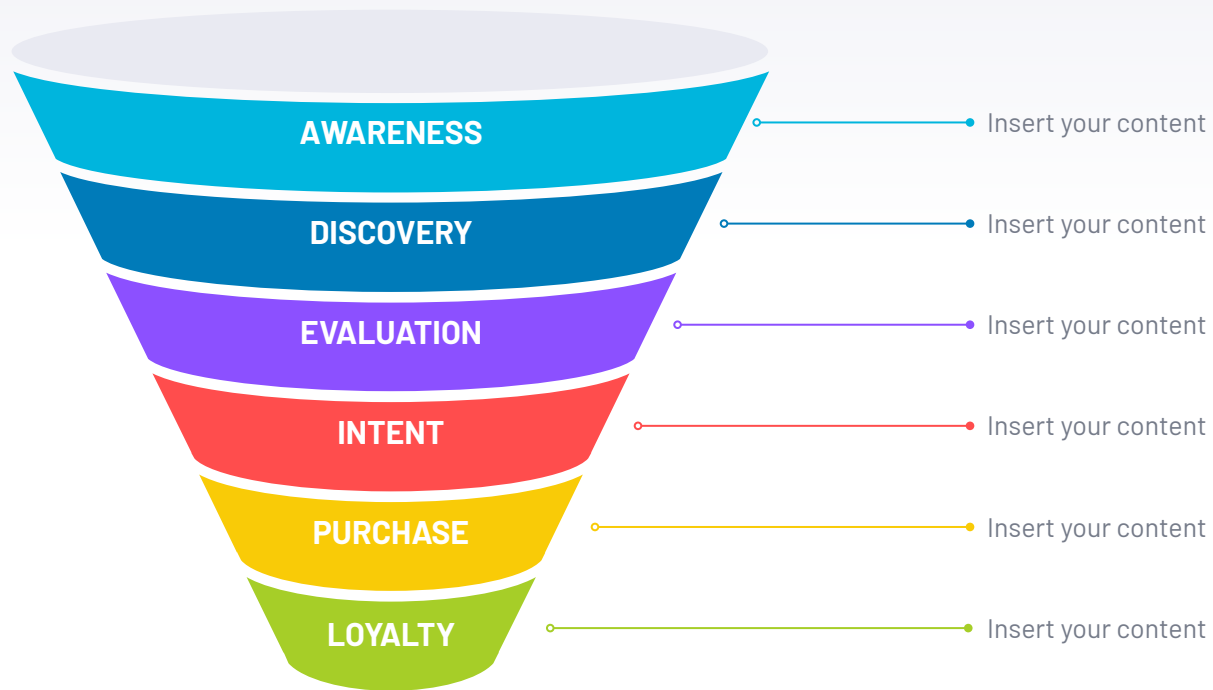 AWARENESS
Insert your content
DISCOVERY
Insert your content
EVALUATION
Insert your content
INTENT
Insert your content
PURCHASE
Insert your content
LOYALTY
Insert your content